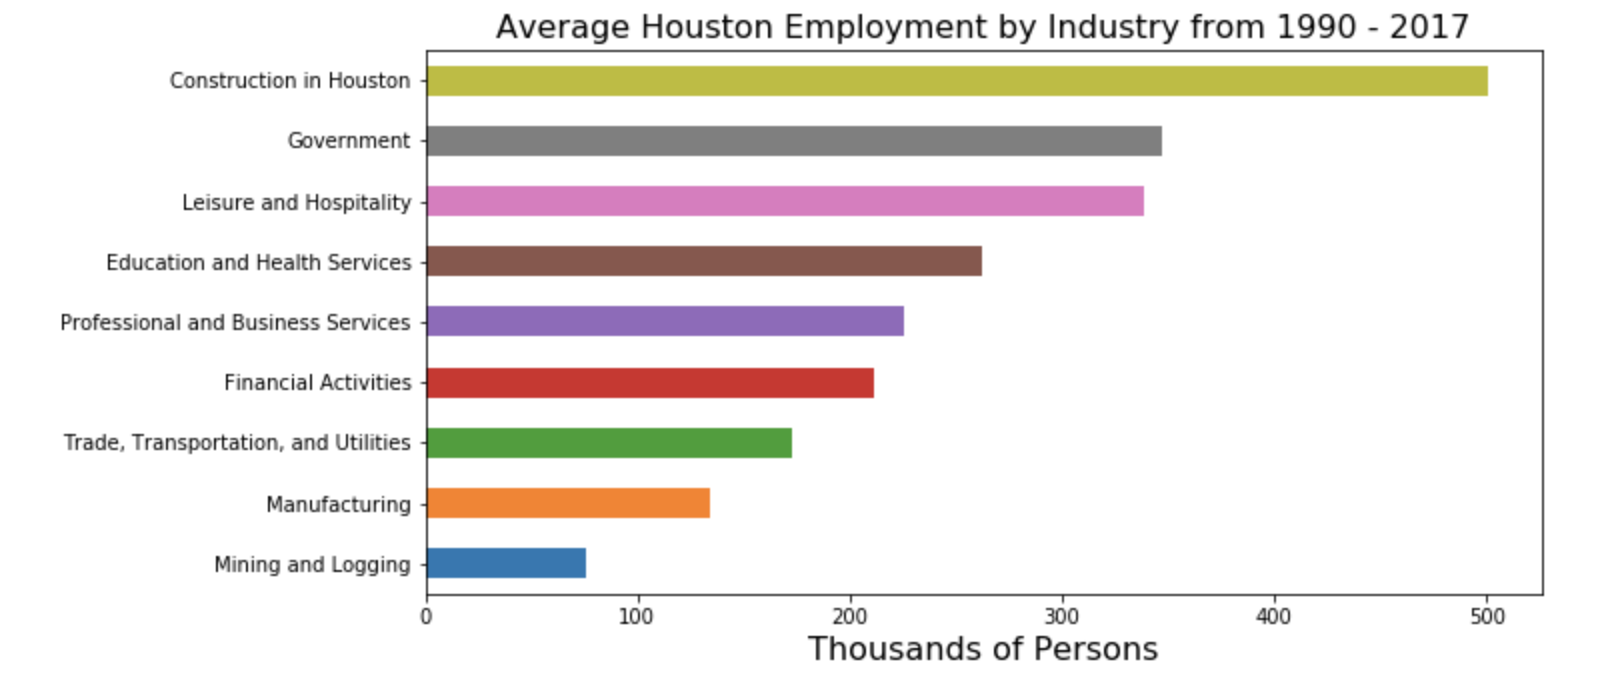 Average Houston Employment by Industry from 1990 - 2017
Construction in Houston
Government
Leisure and Hospitality
Education and Health Services
Professional and Business Services
Financial Activities
Trade, Transportation, and Utilities
Manufacturing
Mining and Logging
0 100 200 300 400 500
Thousands of Persons